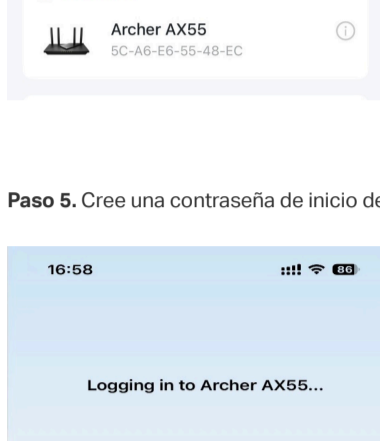 Archer AX55
5C-A6-E6-55-48-EC
Paso 5. Cree una contraseña de inicio de
16:58
86
Logging in to Archer AX55...